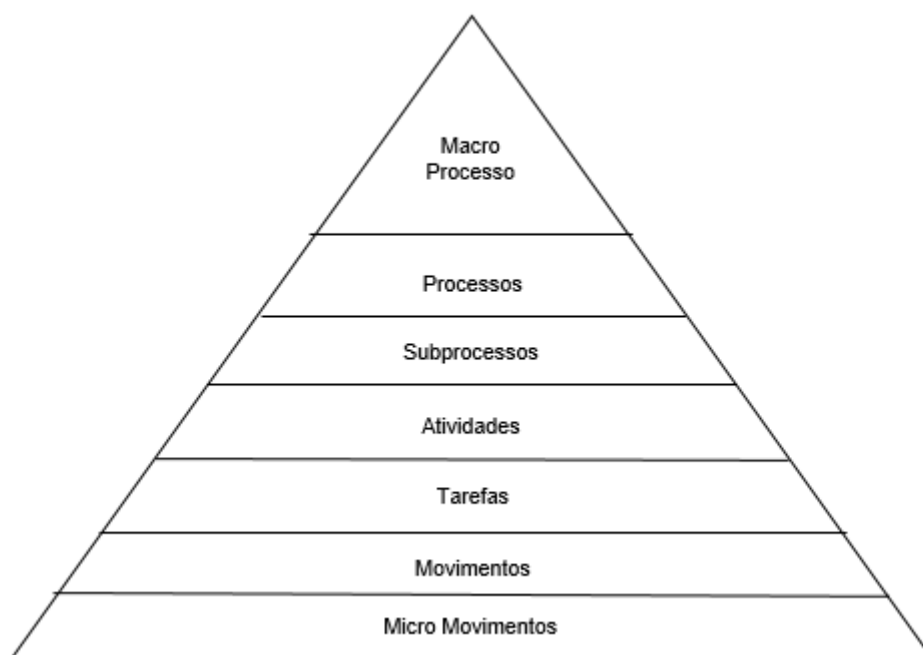 Macro
Processo
Processos
Subprocessos
Atividades
Tarefas
Movimentos
Micro Movimentos